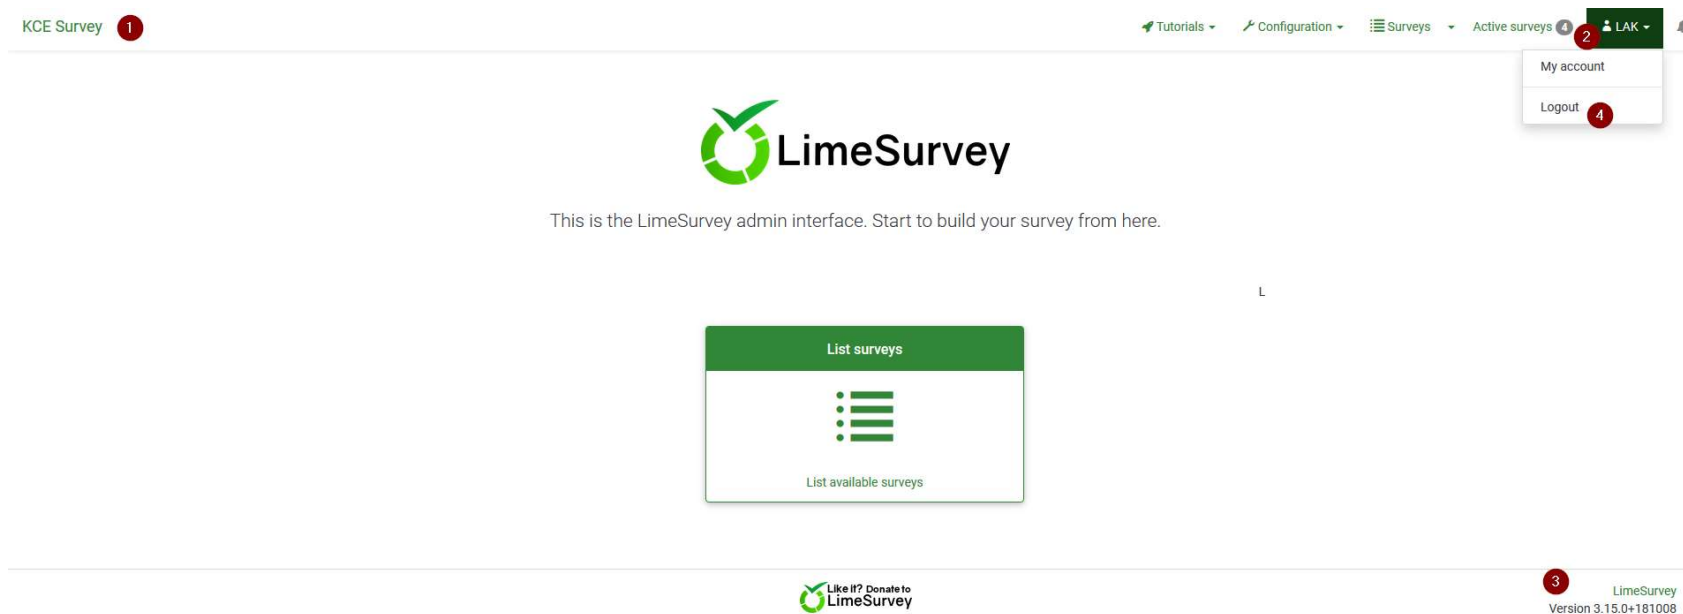 KCE Survey 1 Tutorials Configuration Surveys Active surveys 4 2 LAK
My account
Logout 4
LimeSurvey
This is the LimeSurvey admin interface. Start to build your survey from here.
L
List surveys
List available surveys
Like it? Donate to
LimeSurvey
3
LimeSurvey
Version 3.15.0+181008